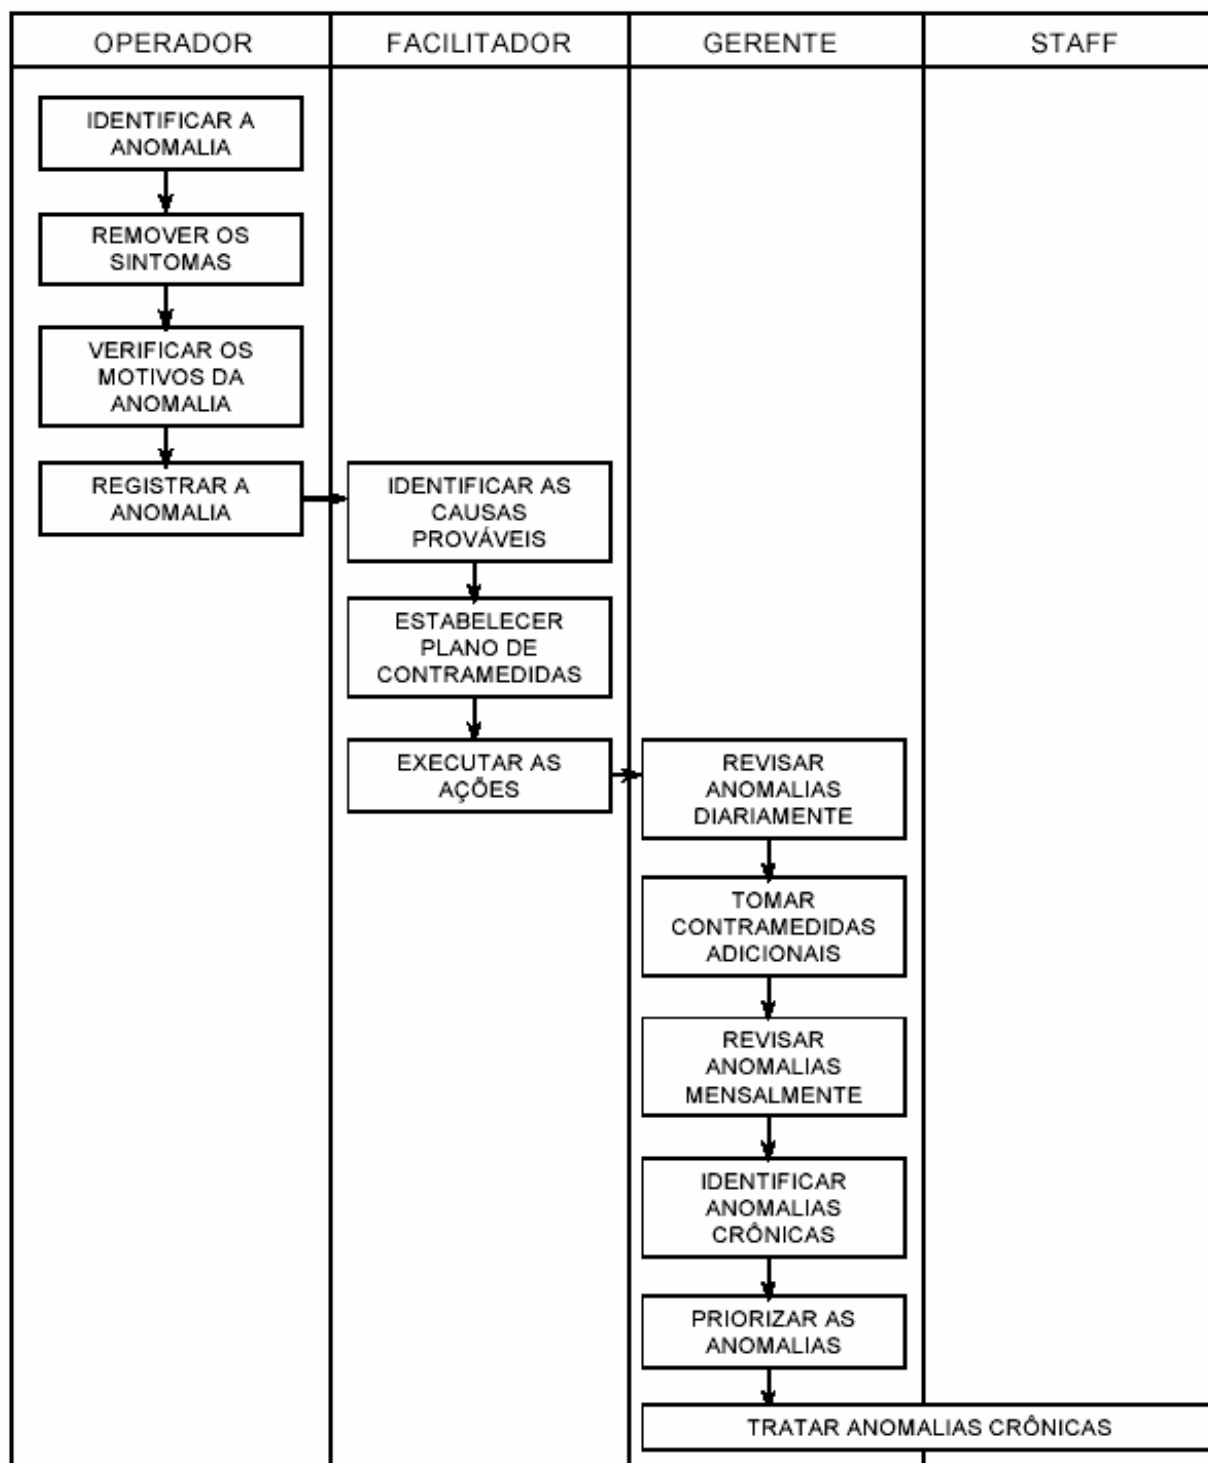 OPERADOR
FACILITADOR
GERENTE
STAFF
IDENTIFICAR A
ANOMALIA
REMOVER OS
SINTOMAS
VERIFICAR OS
MOTIVOS DA
ANOMALIA
REGISTRAR A
ANOMALIA
IDENTIFICAR AS
CAUSAS
PROVÁVEIS
ESTABELECER
PLANO DE
CONTRAMEDIDAS
EXECUTAR AS
AÇÕES
REVISAR
ANOMALIAS
DIARIAMENTE
TOMAR
CONTRAMEDIDAS
ADICIONAIS
REVISAR
ANOMALIAS
MENSALMENTE
IDENTIFICAR
ANOMALIAS
CRÔNICAS
PRIORIZAR AS
ANOMALIAS
TRATAR ANOMALIAS CRÔNICAS